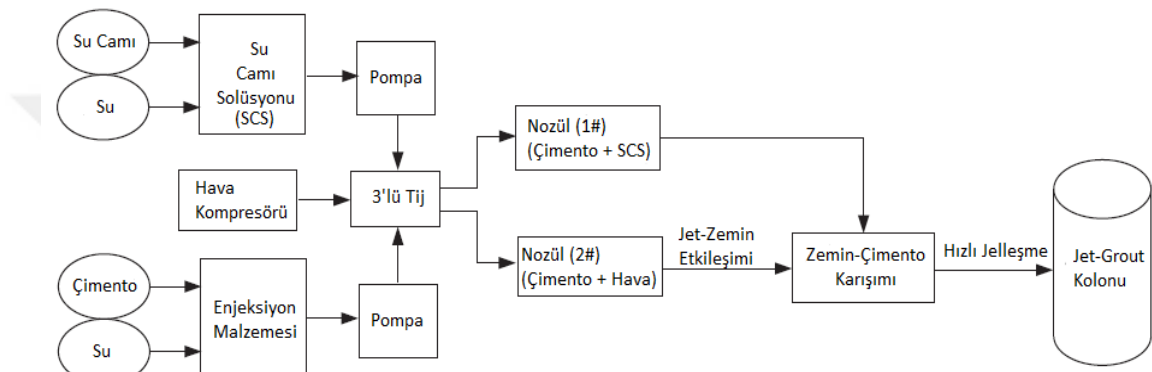 Su Camı
Su
Su
Camı
Solüsyonu
(SCS)
Pompa
Hava
Kompresörü
3'lü Tij
Çimento
Su
Enjeksiyon
Malzemesi
Pompa
Nozül (1#)
(Çimento + SCS)
Nozül (2#)
(Çimento + Hava)
Jet-Zemin
Etkileşimi
Zemin-Çimento
Karışımı
Hızlı Jelleşme
Jet-Grout
Kolonu